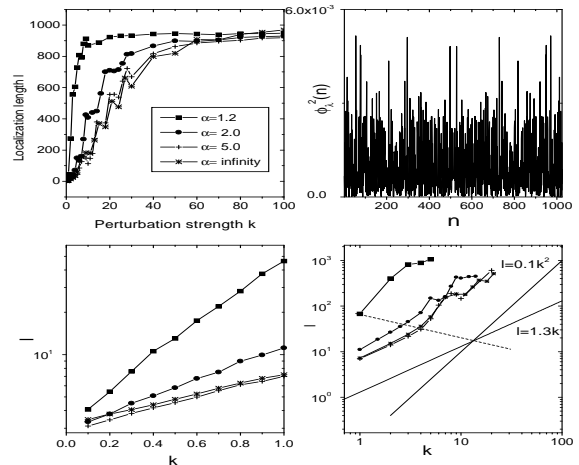 1000
800
600
400
200
0
Localization length l
α=1.2
α=2.0
α=5.0
α= infinity
0 20 40 60 80 100
Perturbation strength k
6.0x10⁻³
0.0
ϕ²λ(n)
0 200 400 600 800 1000
n
10¹
l
0.0 0.2 0.4 0.6 0.8 1.0
k
10³
10²
10¹
10⁰
l
l=0.1k²
l=1.3k
1 10 100
k